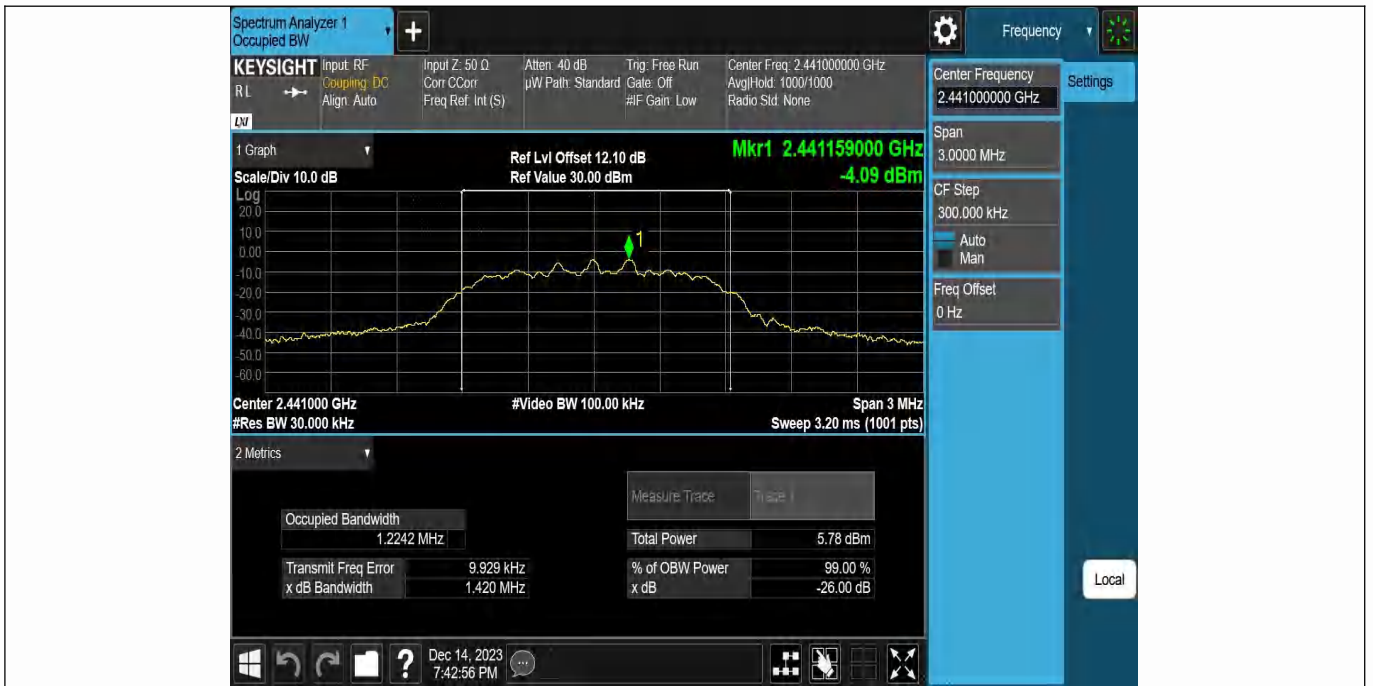 Spectrum Analyzer 1
Occupied BW
+
Frequency
KEYSIGHT
R L
LXI
Input: RF
Coupling: DC
Align: Auto
Input Z: 50 Ω
Corr CCorr
Freq Ref: Int (S)
Atten: 40 dB
µW Path: Standard
Trig: Free Run
Gate: Off
#IF Gain: Low
Center Freq: 2.441000000 GHz
Avg|Hold: 1000/1000
Radio Std: None
Center Frequency
2.441000000 GHz
Settings
Span
3.0000 MHz
CF Step
300.000 kHz
Auto
Man
Freq Offset
0 Hz
Local
1 Graph
Scale/Div 10.0 dB
Ref Lvl Offset 12.10 dB
Ref Value 30.00 dBm
Mkr1 2.441159000 GHz
-4.09 dBm
Log
20.0
10.0
0.00
-10.0
-20.0
-30.0
-40.0
-50.0
-60.0
1
Center 2.441000 GHz
#Res BW 30.000 kHz
#Video BW 100.00 kHz
Span 3 MHz
Sweep 3.20 ms (1001 pts)
2 Metrics
Measure Trace Trace 1
Occupied Bandwidth
1.2242 MHz
Total Power 5.78 dBm
Transmit Freq Error 9.929 kHz
% of OBW Power 99.00 %
x dB Bandwidth 1.420 MHz
x dB -26.00 dB
?
Dec 14, 2023
7:42:56 PM